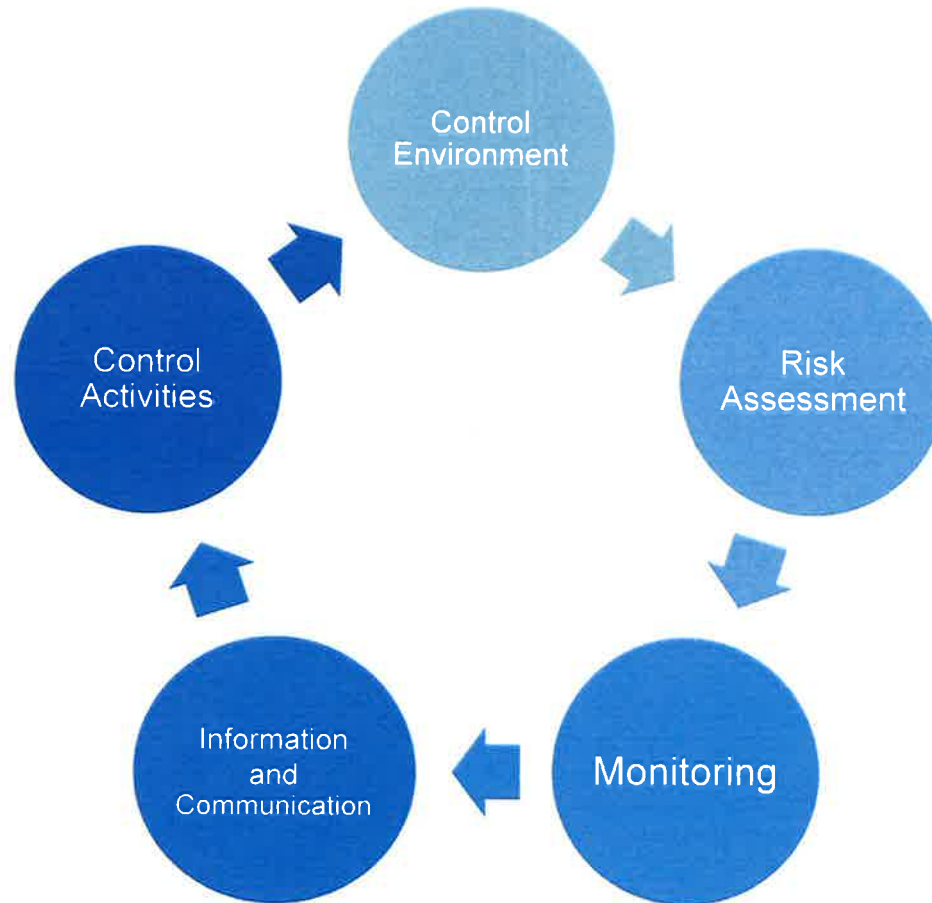 Control
Environment
Risk
Assessment
Monitoring
Information
and
Communication
Control
Activities